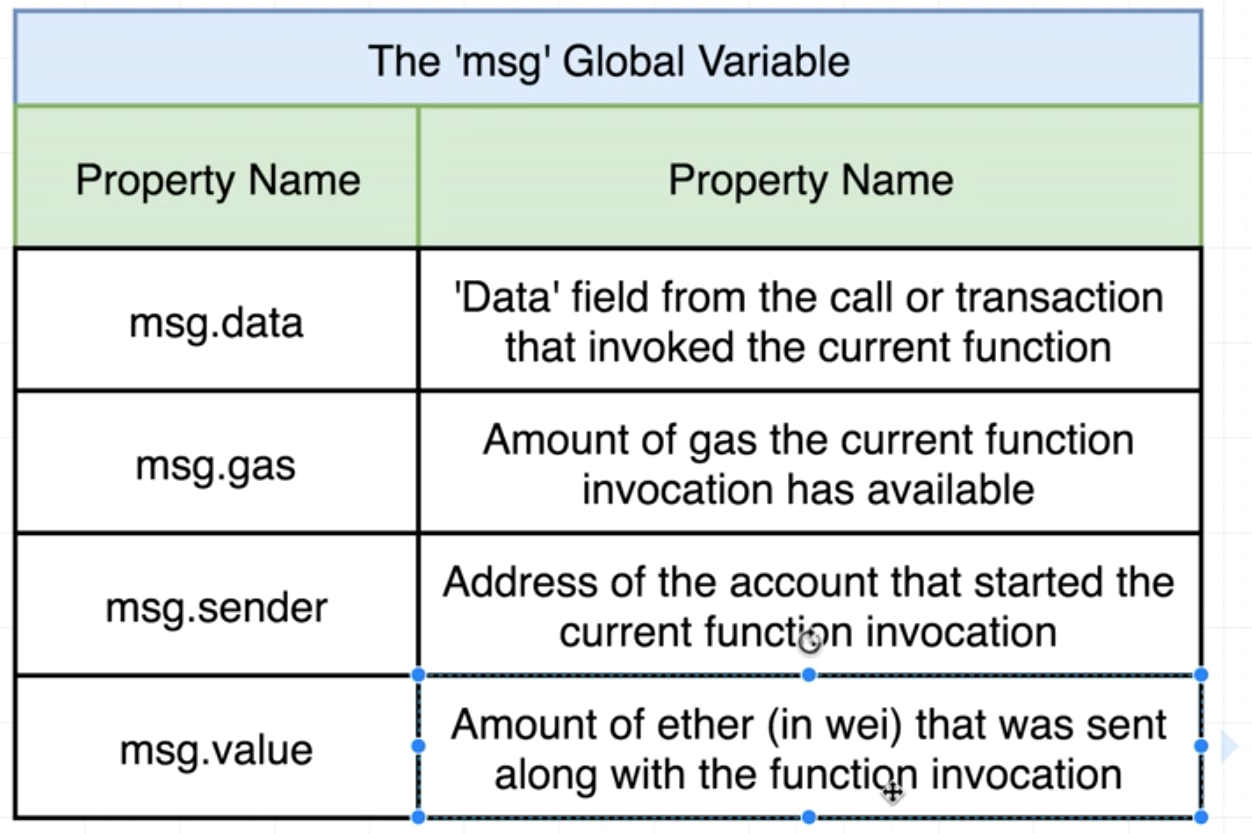 The 'msg' Global Variable
Property Name
Property Name
msg.data
'Data' field from the call or transaction
that invoked the current function
msg.gas
Amount of gas the current function
invocation has available
msg.sender
Address of the account that started the
current function invocation
msg.value
Amount of ether (in wei) that was sent
along with the function invocation